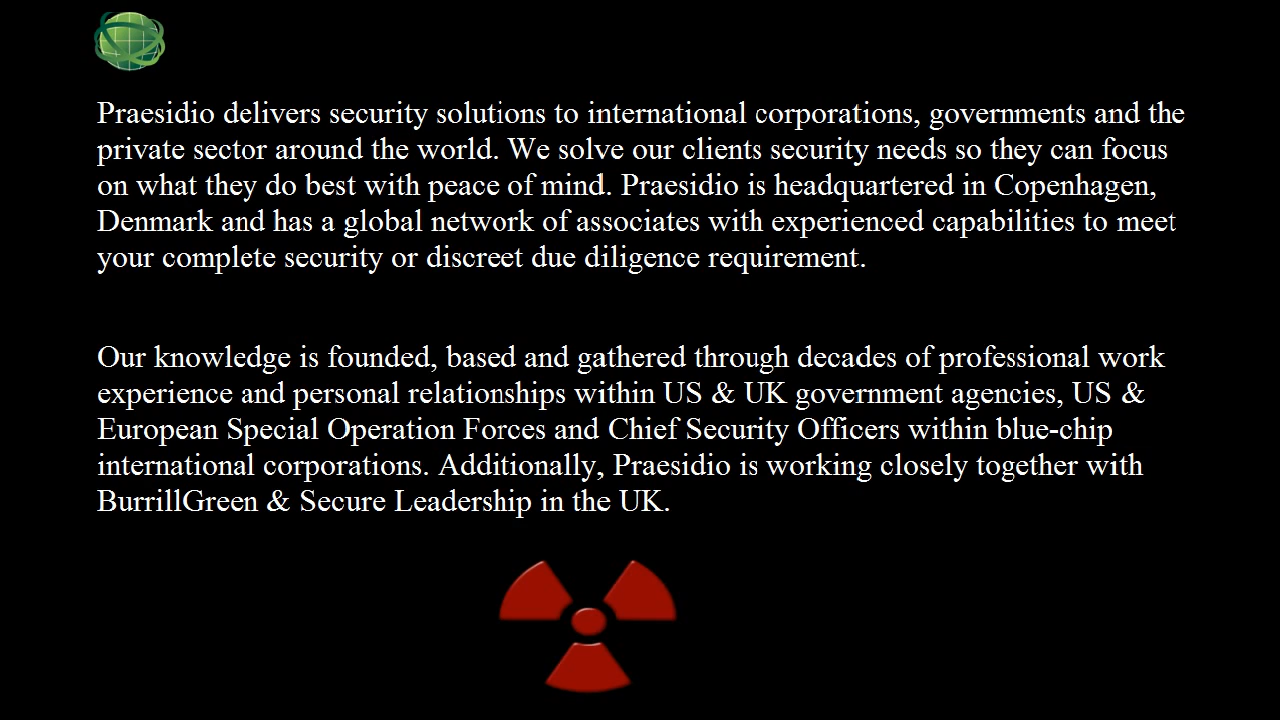 Praesidio delivers security solutions to international corporations, governments and the
private sector around the world. We solve our clients security needs so they can focus
on what they do best with peace of mind. Praesidio is headquartered in Copenhagen,
Denmark and has a global network of associates with experienced capabilities to meet
your complete security or discreet due diligence requirement.
Our knowledge is founded, based and gathered through decades of professional work
experience and personal relationships within US & UK government agencies, US &
European Special Operation Forces and Chief Security Officers within blue-chip
international corporations. Additionally, Praesidio is working closely together with
BurrillGreen & Secure Leadership in the UK.